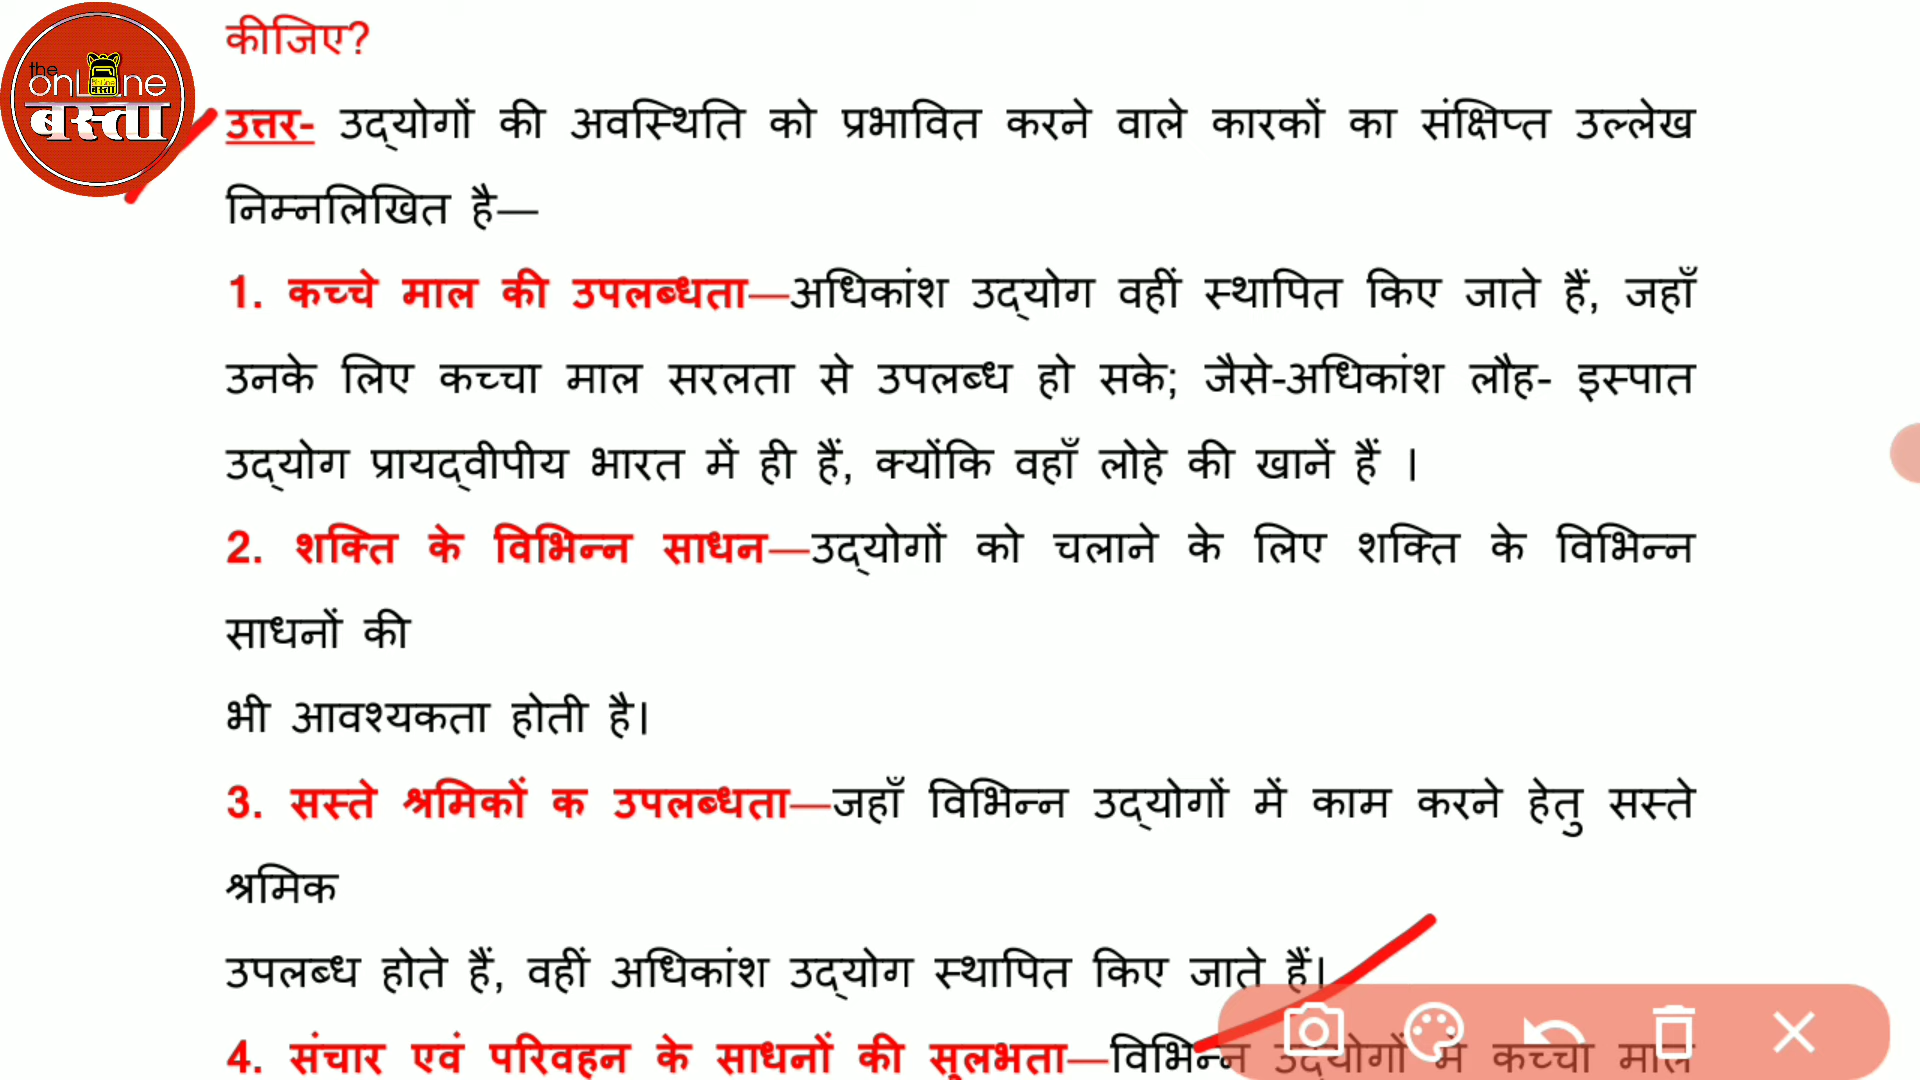 the
onLine
बस्ता
कीजिए?
उत्तर- उद्योगों की अवस्थिति को प्रभावित करने वाले कारकों का संक्षिप्त उल्लेख
निम्नलिखित है—
1. कच्चे माल की उपलब्धता—अधिकांश उद्योग वहीं स्थापित किए जाते हैं, जहाँ
उनके लिए कच्चा माल सरलता से उपलब्ध हो सके; जैसे-अधिकांश लौह- इस्पात
उद्योग प्रायद्वीपीय भारत में ही हैं, क्योंकि वहाँ लोहे की खानें हैं ।
2. शक्ति के विभिन्न साधन—उद्योगों को चलाने के लिए शक्ति के विभिन्न
साधनों की
भी आवश्यकता होती है।
3. सस्ते श्रमिकों क उपलब्धता—जहाँ विभिन्न उद्योगों में काम करने हेतु सस्ते
श्रमिक
उपलब्ध होते हैं, वहीं अधिकांश उद्योग स्थापित किए जाते हैं।
4. संचार एवं परिवहन के साधनों की सुलभता—विभिन्न उद्योगों में कच्चा माल